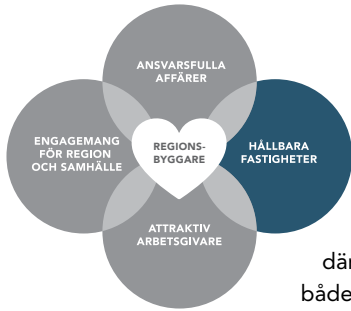 ANSVARSFULLA
AFFÄRER
ENGAGEMANG
FÖR REGION
OCH SAMHÄLLE
REGIONS-
BYGGARE
HÅLLBARA
FASTIGHETER
ATTRAKTIV
ARBETSGIVARE
där
både